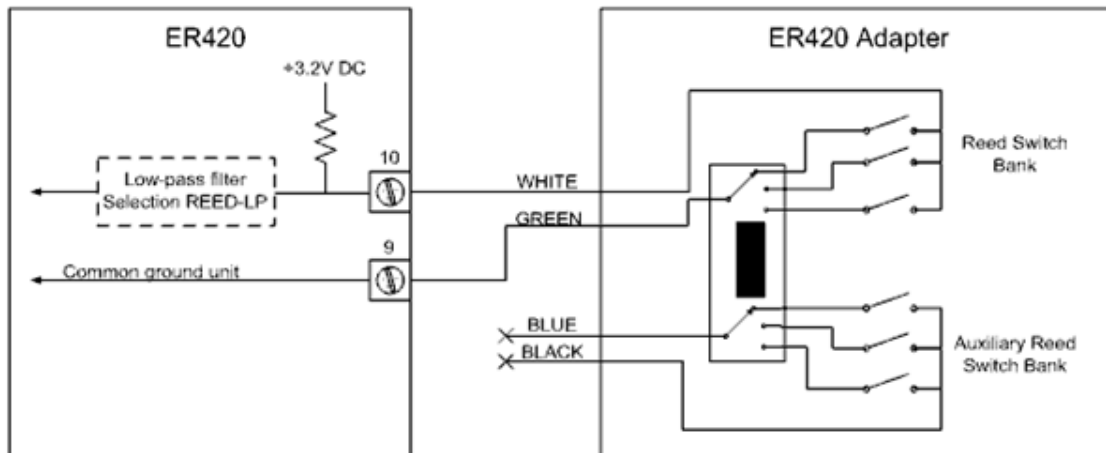 ER420
ER420 Adapter
+3.2V DC
10
Low-pass filter
Selection REED-LP
WHITE
Reed Switch
Bank
GREEN
9
Common ground unit
BLUE
BLACK
Auxiliary Reed
Switch Bank